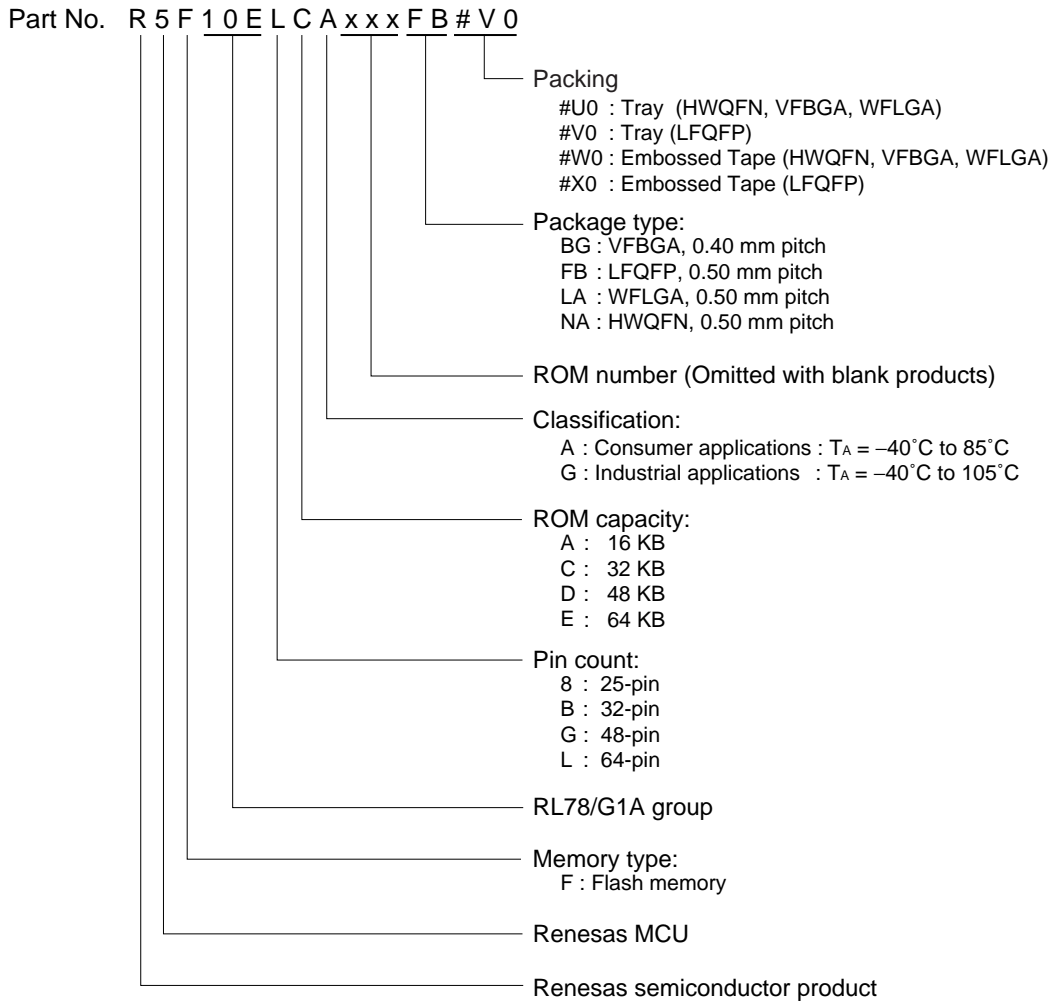 Part No. R 5 F 1 0 E L C A x x x F B # V 0
Packing
#U0 : Tray (HWQFN, VFBGA, WFLGA)
#V0 : Tray (LFQFP)
#W0 : Embossed Tape (HWQFN, VFBGA, WFLGA)
#X0 : Embossed Tape (LFQFP)
Package type:
BG : VFBGA, 0.40 mm pitch
FB : LFQFP, 0.50 mm pitch
LA : WFLGA, 0.50 mm pitch
NA : HWQFN, 0.50 mm pitch
ROM number (Omitted with blank products)
Classification:
A : Consumer applications : TA = −40˚C to 85˚C
G : Industrial applications : TA = −40˚C to 105˚C
ROM capacity:
A : 16 KB
C : 32 KB
D : 48 KB
E : 64 KB
Pin count:
8 : 25-pin
B : 32-pin
G : 48-pin
L : 64-pin
RL78/G1A group
Memory type:
F : Flash memory
Renesas MCU
Renesas semiconductor product